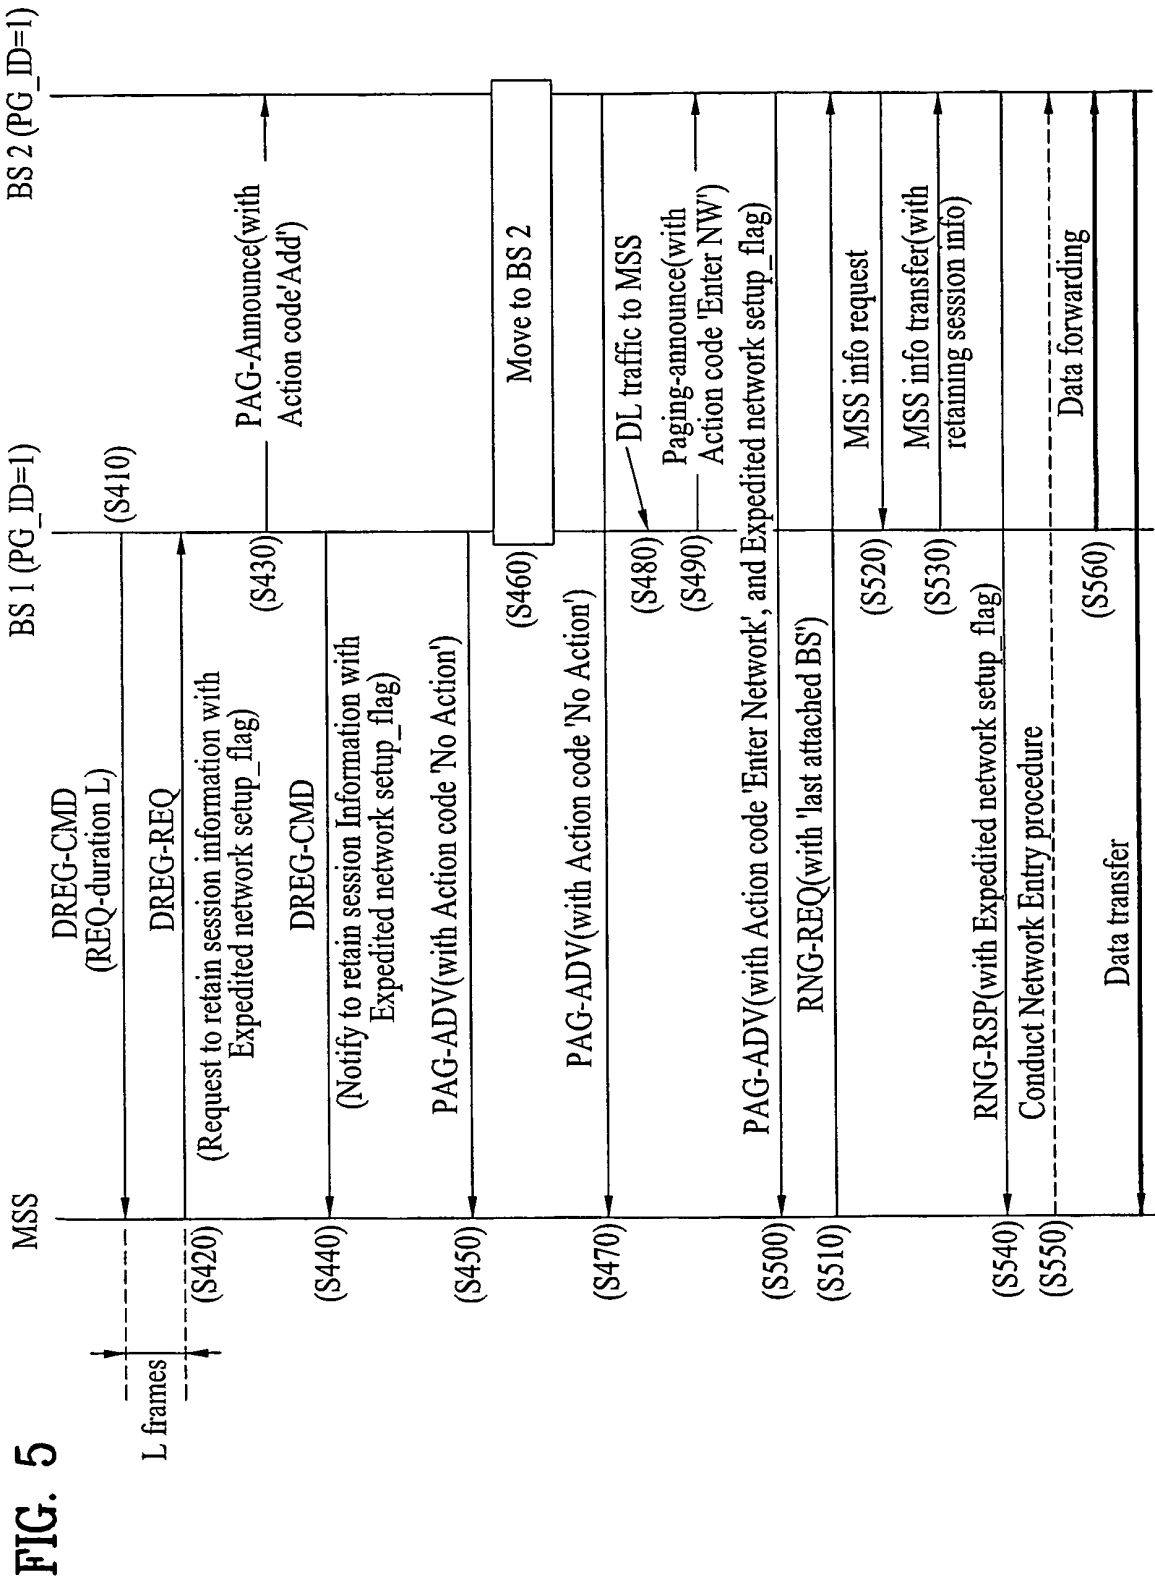 FIG. 5
MSS
BS 1 (PG_ID=1)
BS 2 (PG_ID=1)
L frames
DREG-CMD
(REQ-duration L)
(S410)
DREG-REQ
(S420)
(Request to retain session information with
Expedited network setup_flag)
(S430)
PAG-Announce(with
Action code'Add')
DREG-CMD
(S440)
(Notify to retain session Information with
Expedited network setup_flag)
PAG-ADV(with Action code 'No Action')
(S450)
(S460)
Move to BS 2
PAG-ADV(with Action code 'No Action')
(S470)
(S480)
DL traffic to MSS
(S490)
Paging-announce(with
Action code 'Enter NW')
PAG-ADV(with Action code 'Enter Network', and Expedited network setup_flag)
(S500)
RNG-REQ(with 'last attached BS')
(S510)
(S520)
MSS info request
(S530)
MSS info transfer(with
retaining session info)
RNG-RSP(with Expedited network setup_flag)
(S540)
Conduct Network Entry procedure
(S550)
(S560)
Data forwarding
Data transfer